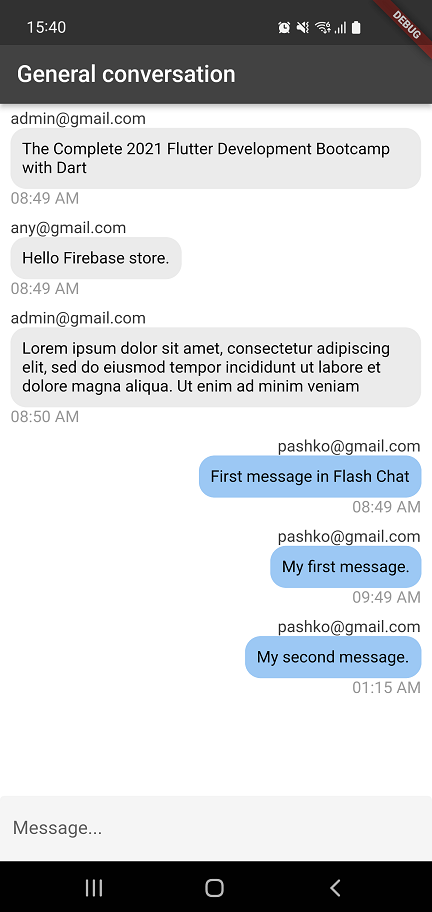 15:40
DEBUG
General conversation
admin@gmail.com
The Complete 2021 Flutter Development Bootcamp
with Dart
08:49 AM
any@gmail.com
Hello Firebase store.
08:49 AM
admin@gmail.com
Lorem ipsum dolor sit amet, consectetur adipiscing
elit, sed do eiusmod tempor incididunt ut labore et
dolore magna aliqua. Ut enim ad minim veniam
08:50 AM
pashko@gmail.com
First message in Flash Chat
08:49 AM
pashko@gmail.com
My first message.
09:49 AM
pashko@gmail.com
My second message.
01:15 AM
Message...